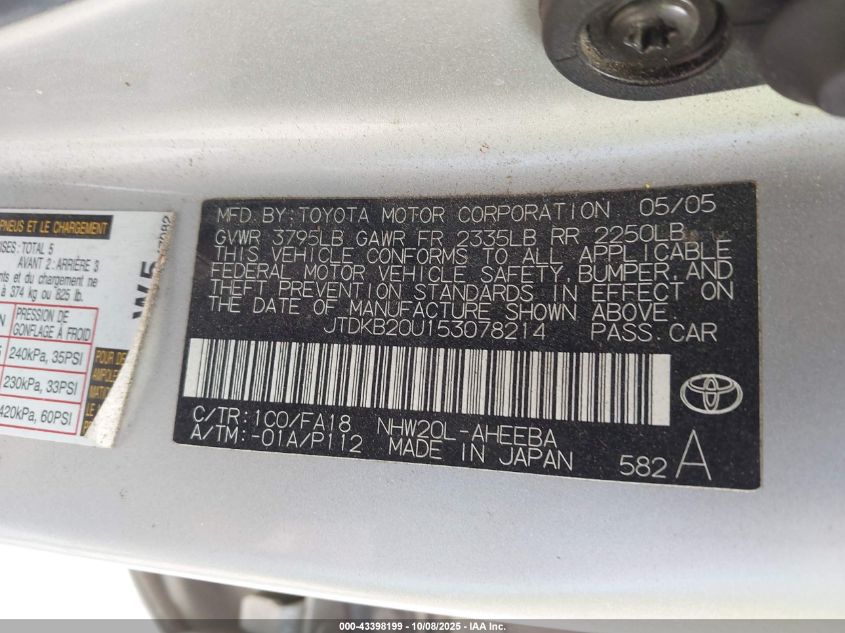 PNEUS ET LE CHARGEMENT
TOTAL 5
AVANT 2 : ARRIÈRE 3
et du chargement ne
à 374 kg ou 825 lb.
PRESSION DE
GONFLAGE À FROID
240kPa, 35PSI
230kPa, 33PSI
420kPa, 60PSI
MFD. BY: TOYOTA MOTOR CORPORATION 05/05
GVWR 3795LB GAWR FR 2335LB RR 2250LB
THIS VEHICLE CONFORMS TO ALL APPLICABLE
FEDERAL MOTOR VEHICLE SAFETY, BUMPER, AND
THEFT PREVENTION STANDARDS IN EFFECT ON
THE DATE OF MANUFACTURE SHOWN ABOVE.
JTDKB20U153078214 PASS.CAR
C/TR: 1C0/FA18 NHW20L-AHEEBA
A/TM: -01A/P112 MADE IN JAPAN
582 A
000-43398199 | 10/08/2025 - IAA Inc.